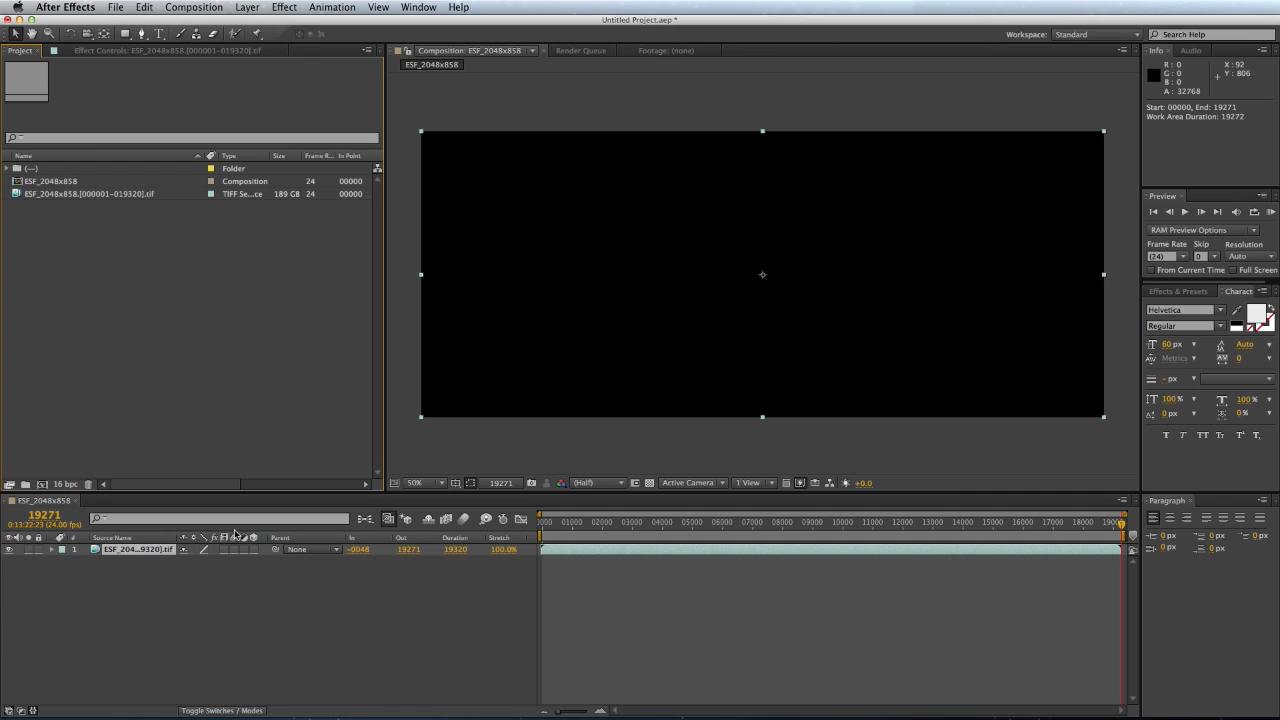 After Effects File Edit Composition Layer Effect Animation View Window Help
Untitled Project.aep *
Workspace: Standard Search Help
Project Effect Controls: ESF_2048x858.[000001-019320].tif
Composition: ESF_2048x858 Render Queue Footage: (none)
Info Audio
ESF_2048x858
R: 0 X: 92
G: 0 Y: 806
B: 0
A: 32768
Start: 00000, End: 19271
Work Area Duration: 19272
Name Type Size Frame R... In Point
(---) Folder
ESF_2048x858 Composition 24 00000
ESF_2048x858.[000001-019320].tif TIFF Se...ce 189 GB 24 00000
Preview
RAM Preview Options
Frame Rate Skip Resolution
(24) 0 Auto
From Current Time Full Screen
Effects & Presets Charact
Helvetica
Regular
60 px Auto
Metrics 0
- px
100 % 100 %
0 px 0 %
T T TT Tr T¹ T,
16 bpc
50% 19271 (Half) Active Camera 1 View +0.0
ESF_2048x858
19271
0:13:22:23 (24.00 fps)
0000 01000 02000 03000 04000 05000 06000 07000 08000 09000 10000 11000 12000 13000 14000 15000 16000 17000 18000 1900
# Source Name Parent In Out Duration Stretch
1 ESF_204...9320].tif None -0048 19271 19320 100.0%
Paragraph
0 px 0 px 0 px
0 px 0 px
Toggle Switches / Modes